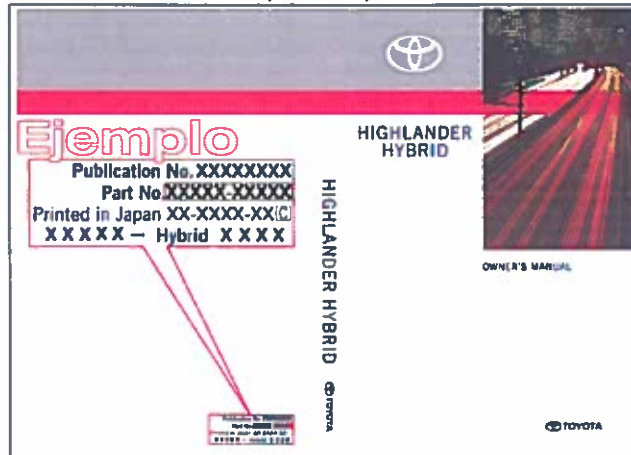 Ejemplo
Publication No. XXXXXXXX
Part No. XXXXX-XXXXX
Printed in Japan XX-XXXX-XX(C)
XXXXX – Hybrid XXXX
HIGHLANDER HYBRID
TOYOTA
HIGHLANDER
HYBRID
OWNER'S MANUAL
TOYOTA